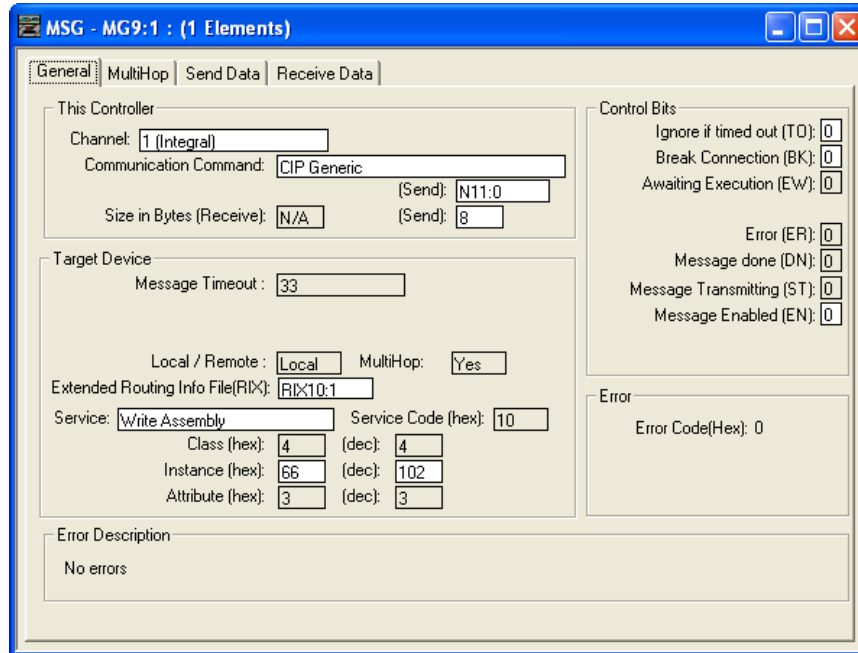 MSG - MG9:1 : (1 Elements)
General MultiHop Send Data Receive Data
This Controller
Channel: 1 (Integral)
Communication Command: CIP Generic
(Send): N11:0
Size in Bytes (Receive): N/A (Send): 8
Target Device
Message Timeout : 33
Local / Remote : Local MultiHop: Yes
Extended Routing Info File(RIX): RIX10:1
Service: Write Assembly Service Code (hex): 10
Class (hex): 4 (dec): 4
Instance (hex): 66 (dec): 102
Attribute (hex): 3 (dec): 3
Control Bits
Ignore if timed out (TO): 0
Break Connection (BK): 0
Awaiting Execution (EW): 0
Error (ER): 0
Message done (DN): 0
Message Transmitting (ST): 0
Message Enabled (EN): 0
Error
Error Code(Hex): 0
Error Description
No errors